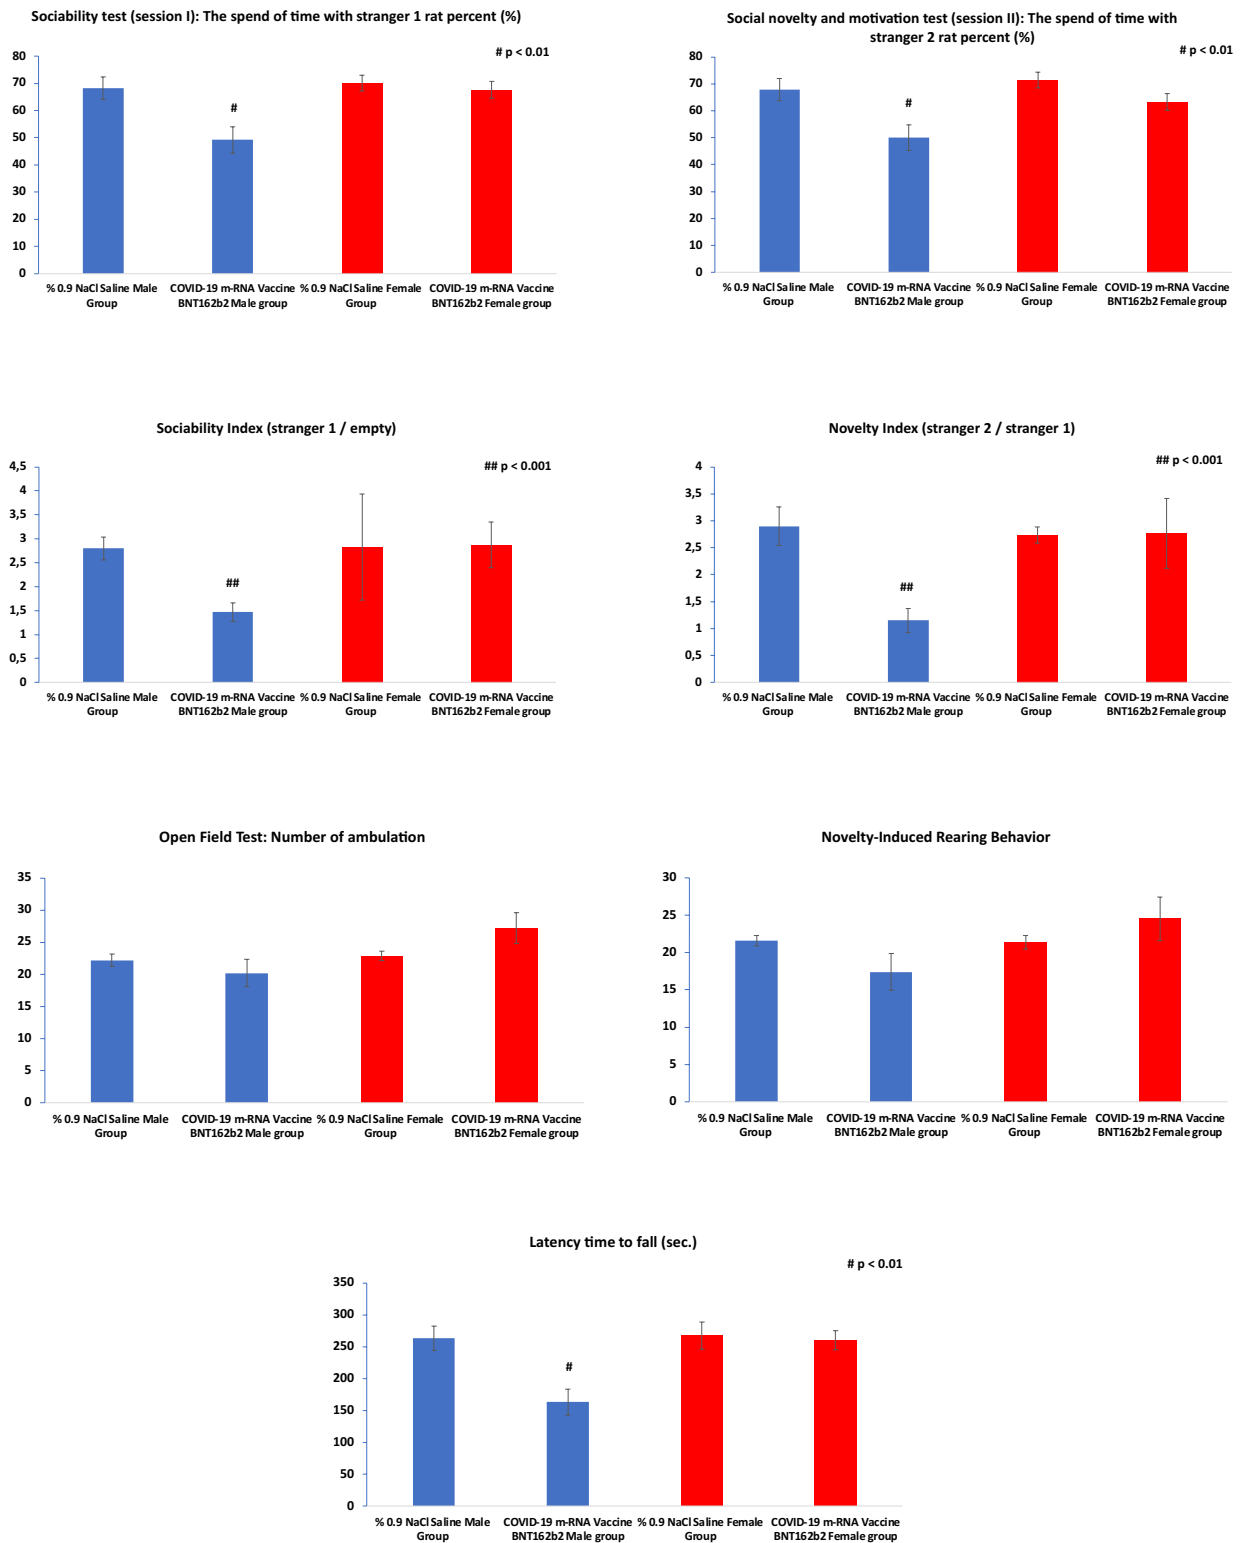 Sociability test (session I): The spend of time with stranger 1 rat percent (%)
# p < 0.01
80
70
60
50
40
30
20
10
0
#
% 0.9 NaCl Saline Male Group
COVID-19 m-RNA Vaccine BNT162b2 Male group
% 0.9 NaCl Saline Female Group
COVID-19 m-RNA Vaccine BNT162b2 Female group
Social novelty and motivation test (session II): The spend of time with
stranger 2 rat percent (%)
# p < 0.01
80
70
60
50
40
30
20
10
0
#
% 0.9 NaCl Saline Male Group
COVID-19 m-RNA Vaccine BNT162b2 Male group
% 0.9 NaCl Saline Female Group
COVID-19 m-RNA Vaccine BNT162b2 Female group
Sociability Index (stranger 1 / empty)
## p < 0.001
4,5
4
3,5
3
2,5
2
1,5
1
0,5
0
##
% 0.9 NaCl Saline Male Group
COVID-19 m-RNA Vaccine BNT162b2 Male group
% 0.9 NaCl Saline Female Group
COVID-19 m-RNA Vaccine BNT162b2 Female group
Novelty Index (stranger 2 / stranger 1)
## p < 0.001
4
3,5
3
2,5
2
1,5
1
0,5
0
##
% 0.9 NaCl Saline Male Group
COVID-19 m-RNA Vaccine BNT162b2 Male group
% 0.9 NaCl Saline Female Group
COVID-19 m-RNA Vaccine BNT162b2 Female group
Open Field Test: Number of ambulation
35
30
25
20
15
10
5
0
% 0.9 NaCl Saline Male Group
COVID-19 m-RNA Vaccine BNT162b2 Male group
% 0.9 NaCl Saline Female Group
COVID-19 m-RNA Vaccine BNT162b2 Female group
Novelty-Induced Rearing Behavior
30
25
20
15
10
5
0
% 0.9 NaCl Saline Male Group
COVID-19 m-RNA Vaccine BNT162b2 Male group
% 0.9 NaCl Saline Female Group
COVID-19 m-RNA Vaccine BNT162b2 Female group
Latency time to fall (sec.)
# p < 0.01
350
300
250
200
150
100
50
0
#
% 0.9 NaCl Saline Male Group
COVID-19 m-RNA Vaccine BNT162b2 Male group
% 0.9 NaCl Saline Female Group
COVID-19 m-RNA Vaccine BNT162b2 Female group